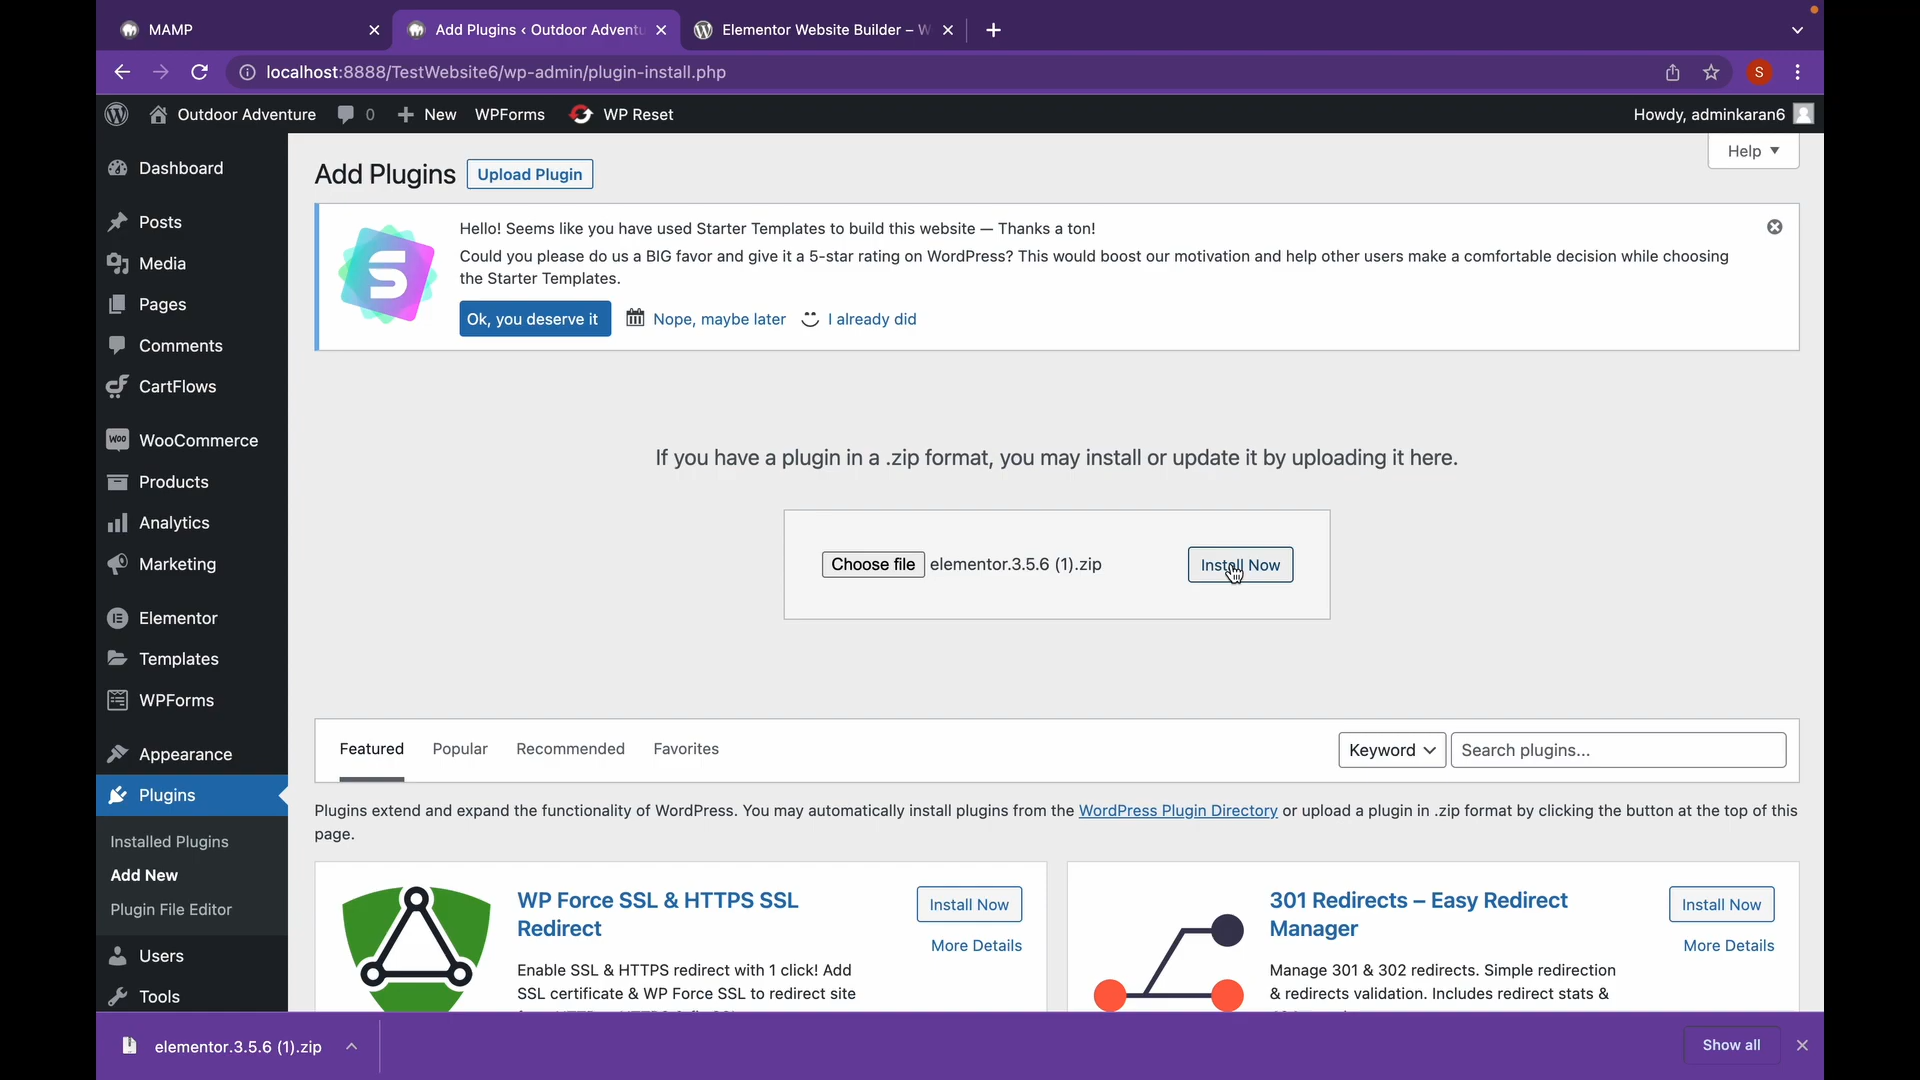 MAMP
Add Plugins ‹ Outdoor Adventu
Elementor Website Builder – W
localhost:8888/TestWebsite6/wp-admin/plugin-install.php
S
Outdoor Adventure
0
New
WPForms
WP Reset
Howdy, adminkaran6
Help
Dashboard
Posts
Media
Pages
Comments
CartFlows
WooCommerce
Products
Analytics
Marketing
Elementor
Templates
WPForms
Appearance
Plugins
Installed Plugins
Add New
Plugin File Editor
Users
Tools
Add Plugins
Upload Plugin
Hello! Seems like you have used Starter Templates to build this website — Thanks a ton!
Could you please do us a BIG favor and give it a 5-star rating on WordPress? This would boost our motivation and help other users make a comfortable decision while choosing
the Starter Templates.
Ok, you deserve it
Nope, maybe later
I already did
If you have a plugin in a .zip format, you may install or update it by uploading it here.
Choose file
elementor.3.5.6 (1).zip
Install Now
Featured
Popular
Recommended
Favorites
Keyword
Search plugins...
Plugins extend and expand the functionality of WordPress. You may automatically install plugins from the WordPress Plugin Directory or upload a plugin in .zip format by clicking the button at the top of this
page.
WP Force SSL & HTTPS SSL
Redirect
Install Now
More Details
Enable SSL & HTTPS redirect with 1 click! Add
SSL certificate & WP Force SSL to redirect site
301 Redirects – Easy Redirect
Manager
Install Now
More Details
Manage 301 & 302 redirects. Simple redirection
& redirects validation. Includes redirect stats &
elementor.3.5.6 (1).zip
Show all